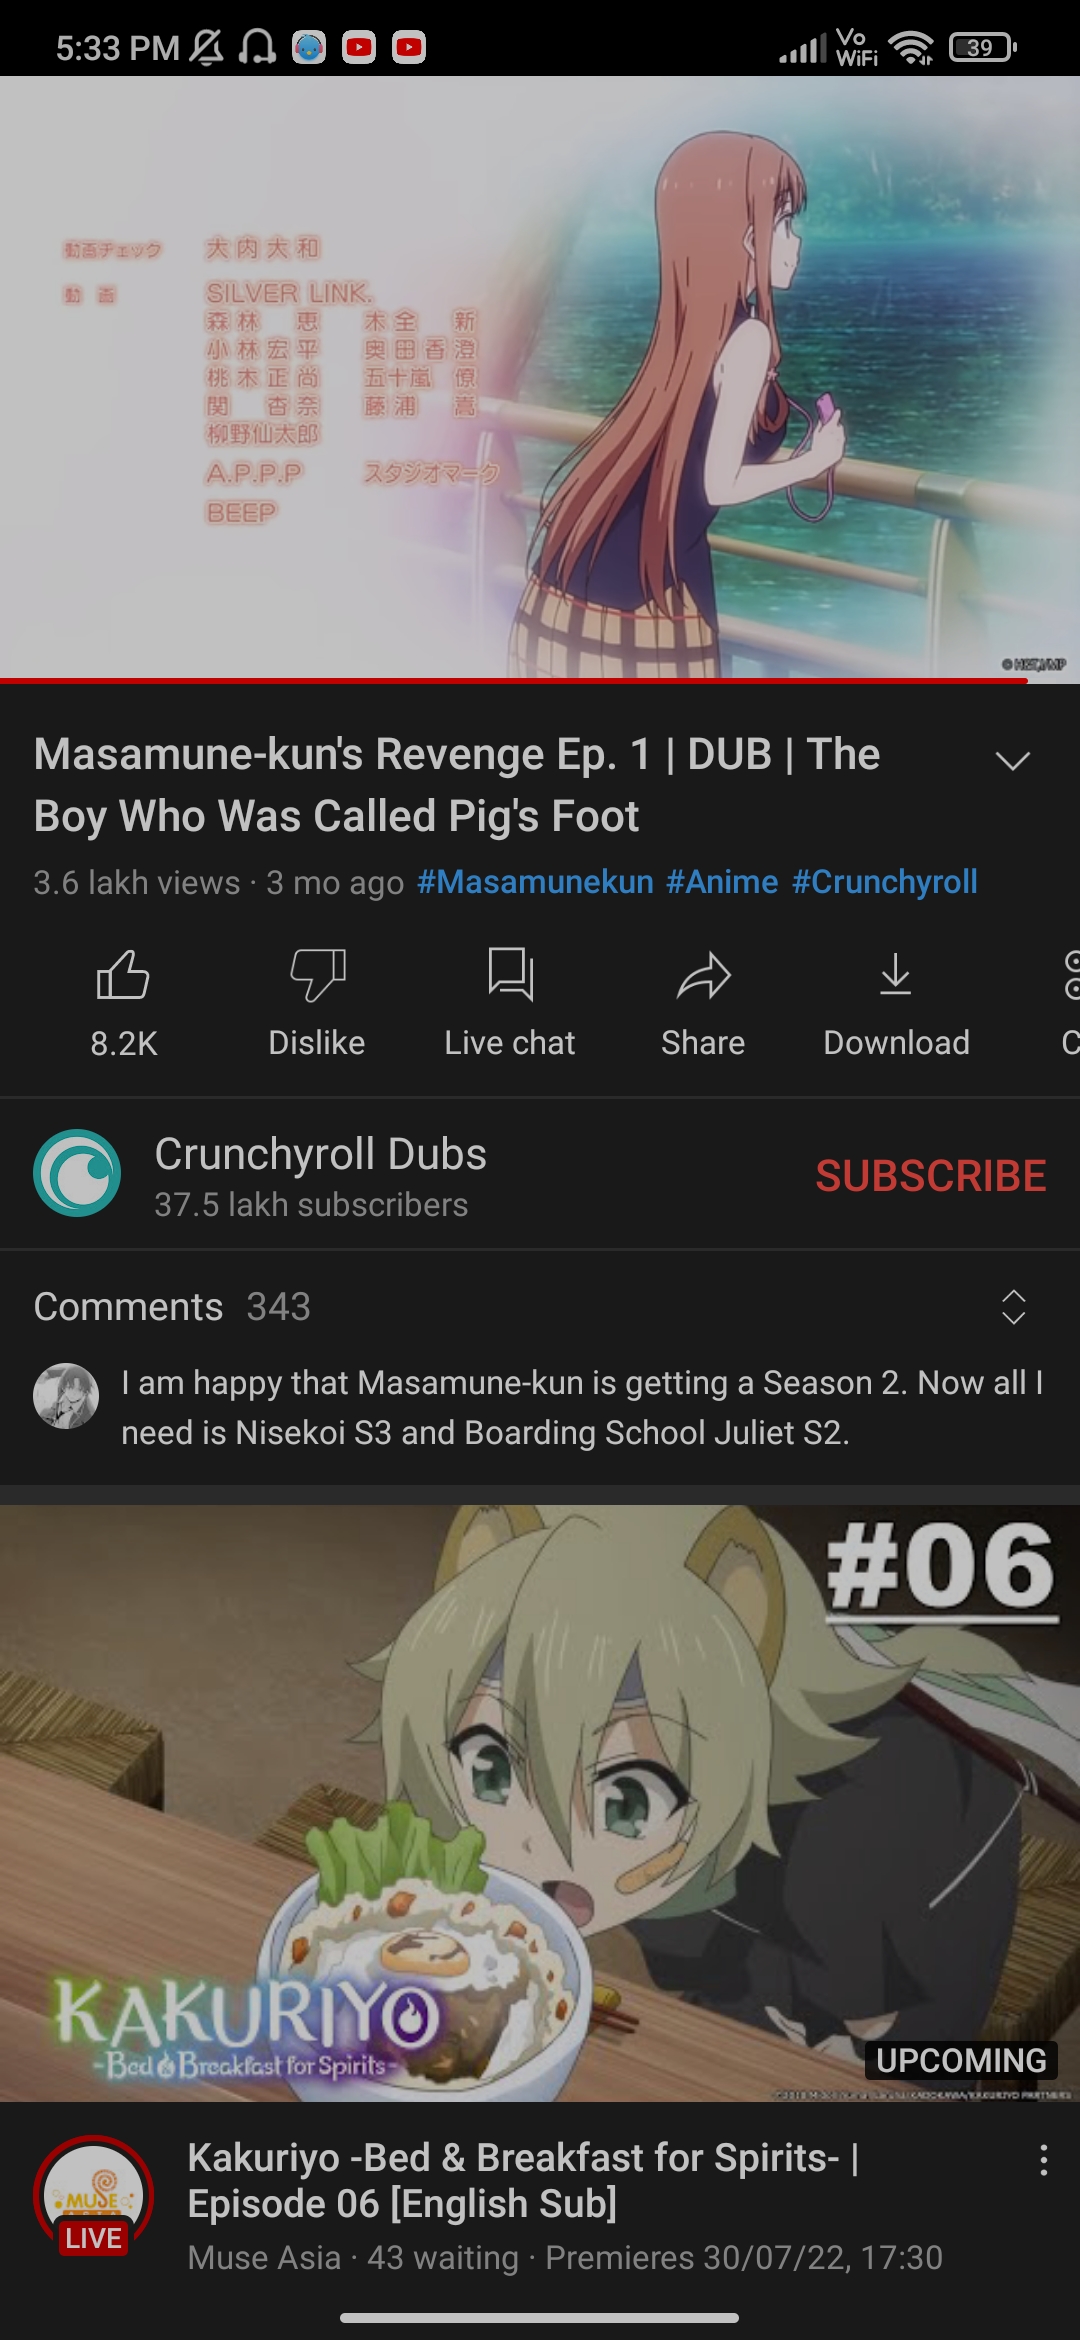 5:33 PM
Vo
WiFi
39
動画チェック 大内大和
動 画 SILVER LINK.
森林 恵 木全 新
小林宏平 奥田香澄
桃木正尚 五十嵐 僚
関 杏奈 藤浦 嵩
柳野仙太郎
A.P.P.P スタジオマーク
BEEP
Masamune-kun's Revenge Ep. 1 | DUB | The
Boy Who Was Called Pig's Foot
3.6 lakh views · 3 mo ago #Masamunekun #Anime #Crunchyroll
8.2K Dislike Live chat Share Download C
Crunchyroll Dubs
37.5 lakh subscribers
SUBSCRIBE
Comments 343
I am happy that Masamune-kun is getting a Season 2. Now all I
need is Nisekoi S3 and Boarding School Juliet S2.
#06
KAKURIYO
-Bed & Breakfast for Spirits-
UPCOMING
MUSE
LIVE
Kakuriyo -Bed & Breakfast for Spirits- |
Episode 06 [English Sub]
Muse Asia · 43 waiting · Premieres 30/07/22, 17:30